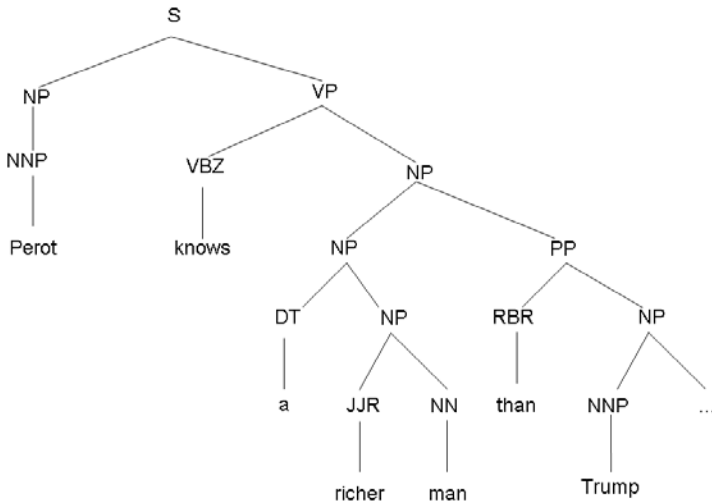 S
NP VP
NNP VBZ NP
Perot knows NP PP
DT NP RBR NP
a JJR NN than NNP ...
richer man Trump